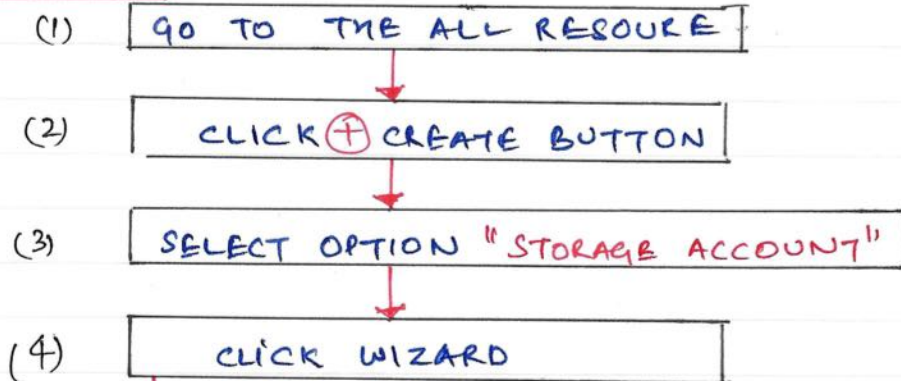 (1) GO TO THE ALL RESOURE
(2) CLICK + CREATE BUTTON
(3) SELECT OPTION "STORAGE ACCOUNT"
(4) CLICK WIZARD